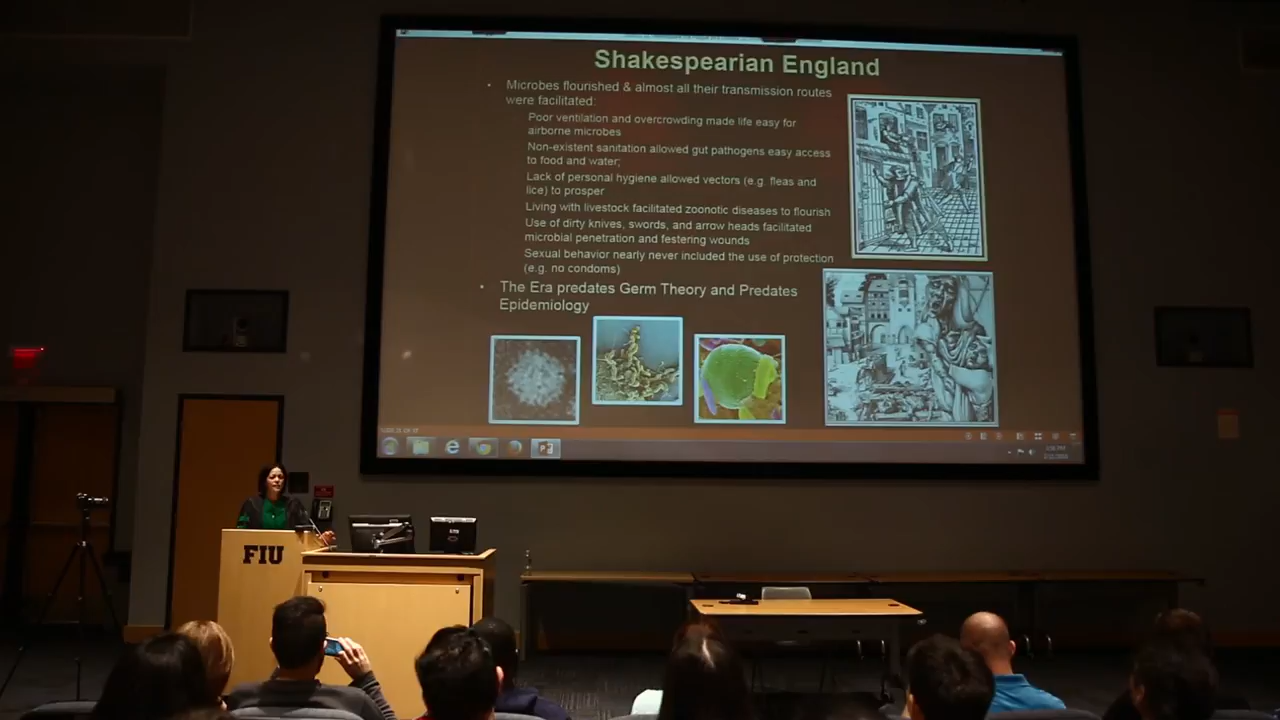 Shakespearian England
• Microbes flourished & almost all their transmission routes
were facilitated:
Poor ventilation and overcrowding made life easy for
airborne microbes
Non-existent sanitation allowed gut pathogens easy access
to food and water;
Lack of personal hygiene allowed vectors (e.g. fleas and
lice) to prosper
Living with livestock facilitated zoonotic diseases to flourish
Use of dirty knives, swords, and arrow heads facilitated
microbial penetration and festering wounds
Sexual behavior nearly never included the use of protection
(e.g. no condoms)
• The Era predates Germ Theory and Predates
Epidemiology
FIU